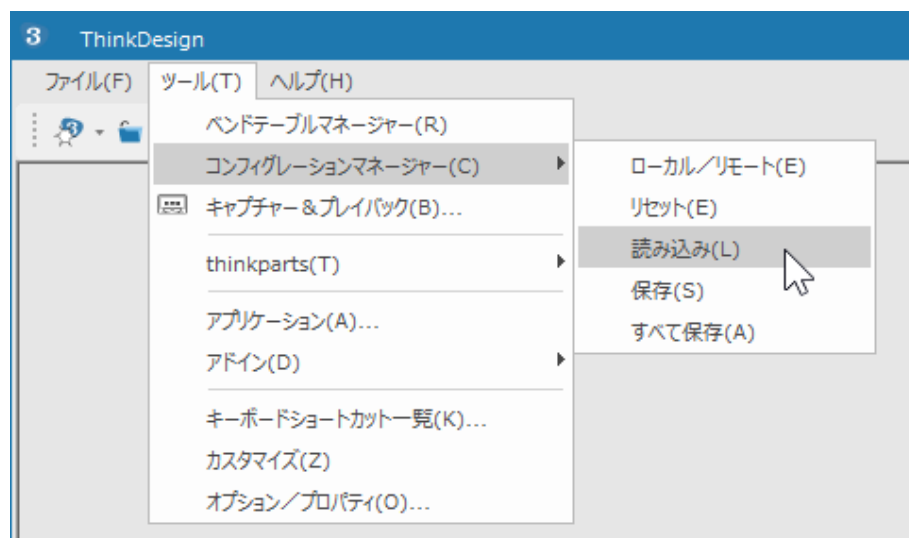 3 ThinkDesign
ファイル(F) ツール(T) ヘルプ(H)
ベンドテーブルマネージャー(R)
コンフィグレーションマネージャー(C)
キャプチャー&プレイバック(B)...
thinkparts(T)
アプリケーション(A)...
アドイン(D)
キーボードショートカット一覧(K)...
カスタマイズ(Z)
オプション／プロパティ(O)...
ローカル／リモート(E)
リセット(E)
読み込み(L)
保存(S)
すべて保存(A)